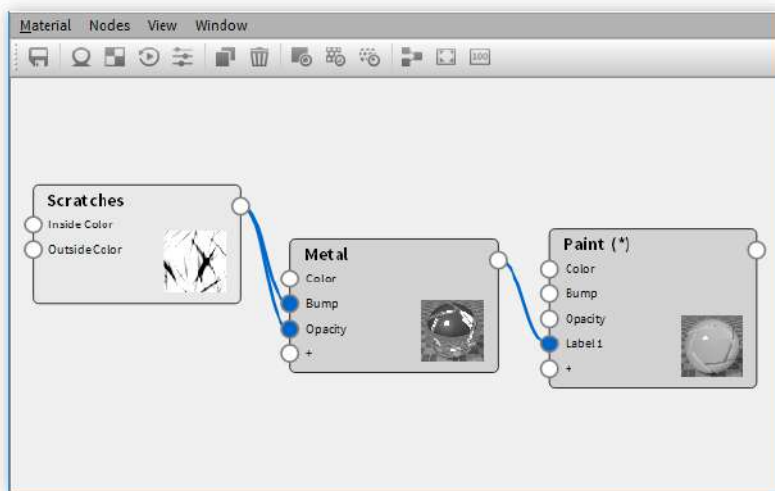 Material Nodes View Window
100
Scratches
Inside Color
Outside Color
Metal
Color
Bump
Opacity
+
Paint (*)
Color
Bump
Opacity
Label 1
+